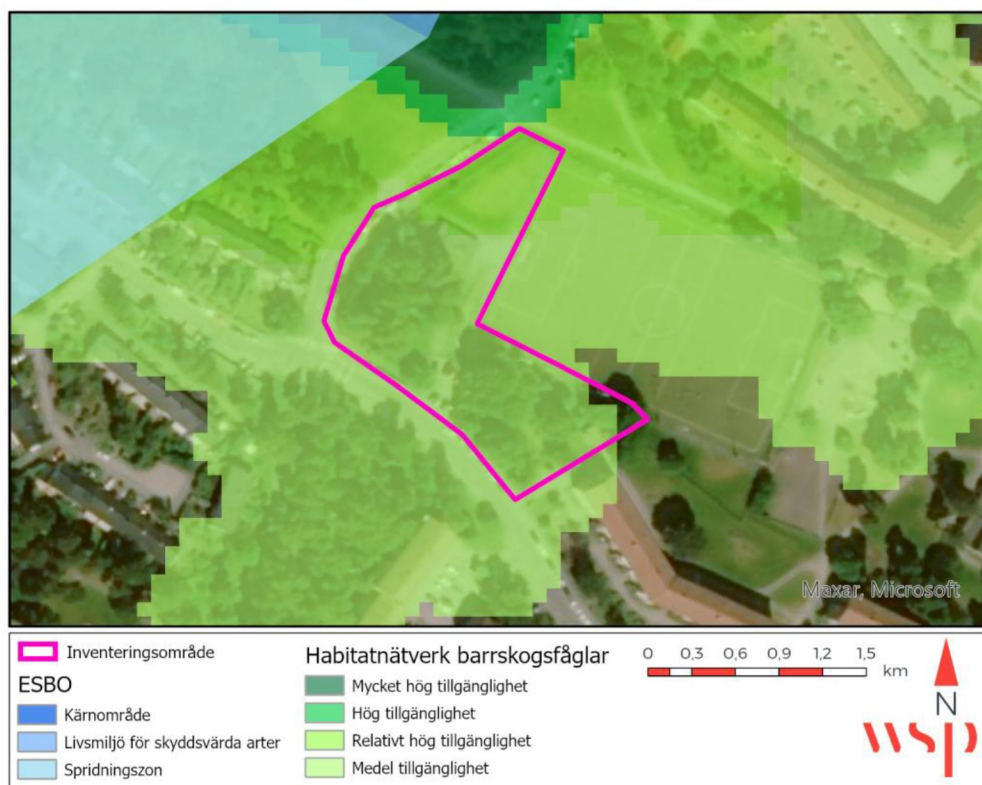 Maxar, Microsoft
Inventeringsområde
ESBO
Kärnområde
Livsmiljö för skyddsvärda arter
Spridningszon
Habitatnätverk barrskogsfåglar
Mycket hög tillgänglighet
Hög tillgänglighet
Relativt hög tillgänglighet
Medel tillgänglighet
0 0,3 0,6 0,9 1,2 1,5
km
N
wsp